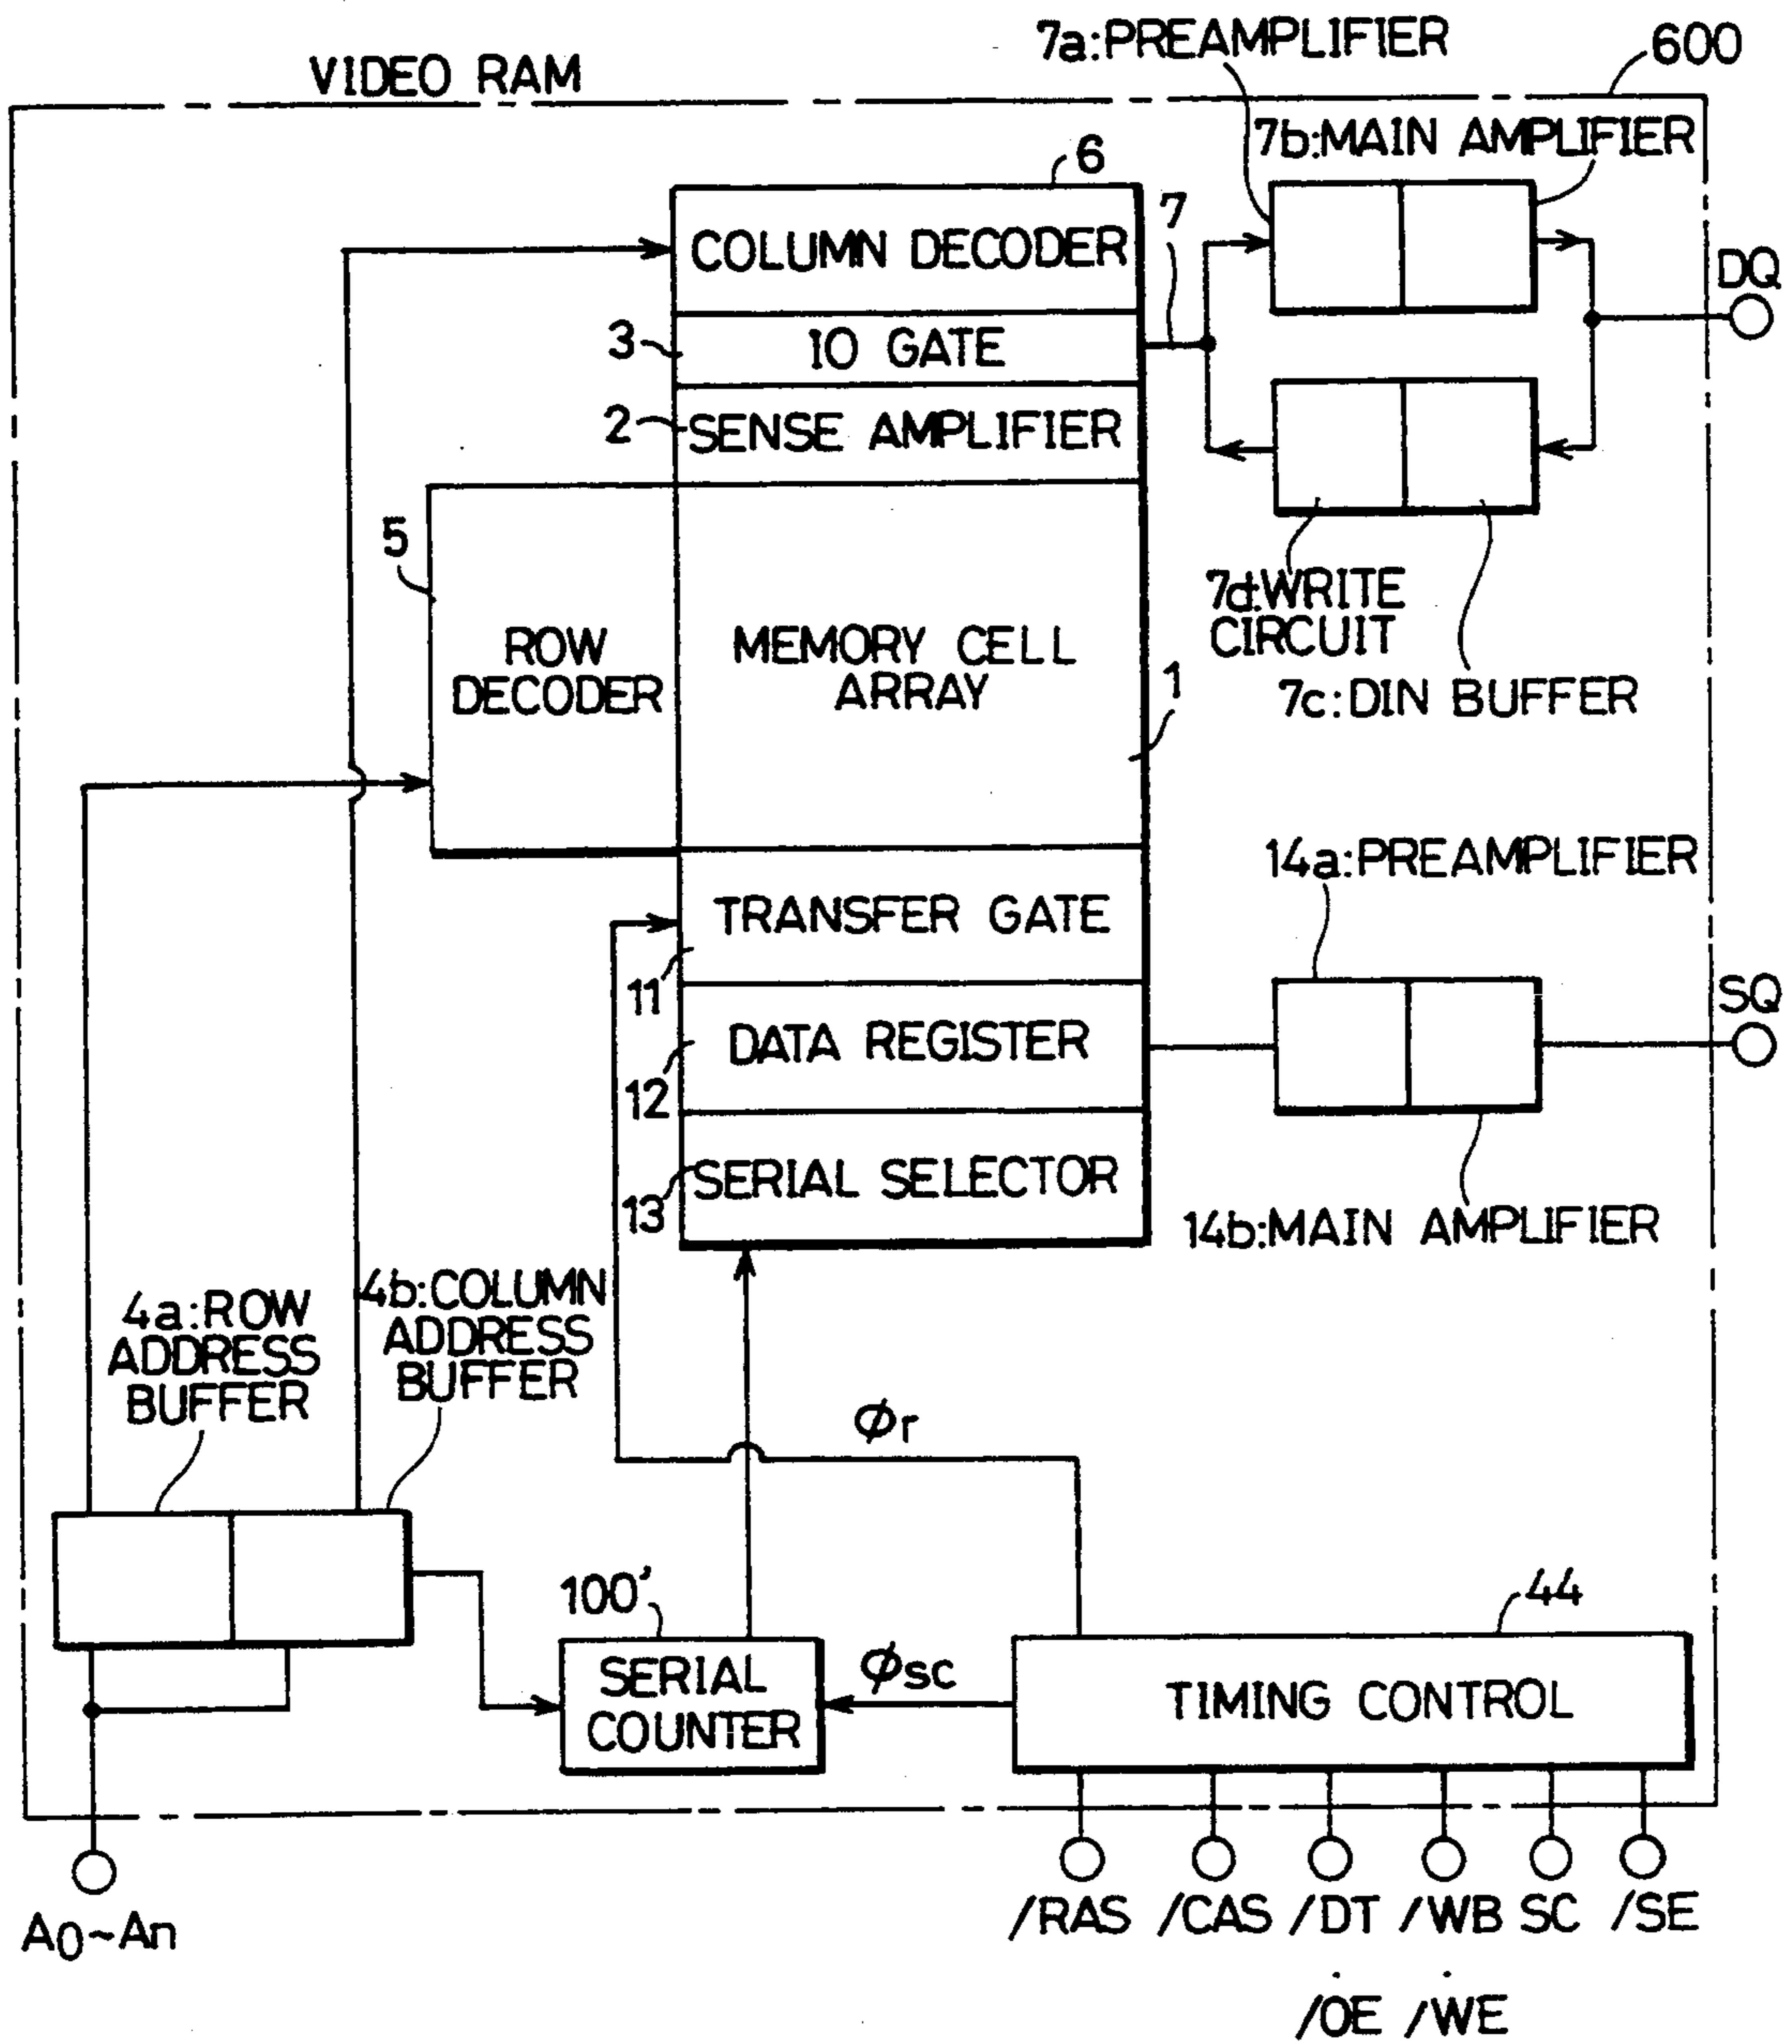 7a:PREAMPLIFIER
600
VIDEO RAM
7b:MAIN AMPLIFIER
6
7
COLUMN DECODER
DQ
3
IO GATE
2
SENSE AMPLIFIER
5
7d:WRITE
CIRCUIT
ROW
DECODER
MEMORY CELL
ARRAY
1
7c:DIN BUFFER
14a:PREAMPLIFIER
TRANSFER GATE
11
SQ
DATA REGISTER
12
SERIAL SELECTOR
13
14b:MAIN AMPLIFIER
4a:ROW
ADDRESS
BUFFER
4b:COLUMN
ADDRESS
BUFFER
φr
100'
44
SERIAL
COUNTER
φsc
TIMING CONTROL
A0~An
/RAS /CAS /DT /WB SC /SE
· ·
/OE /WE